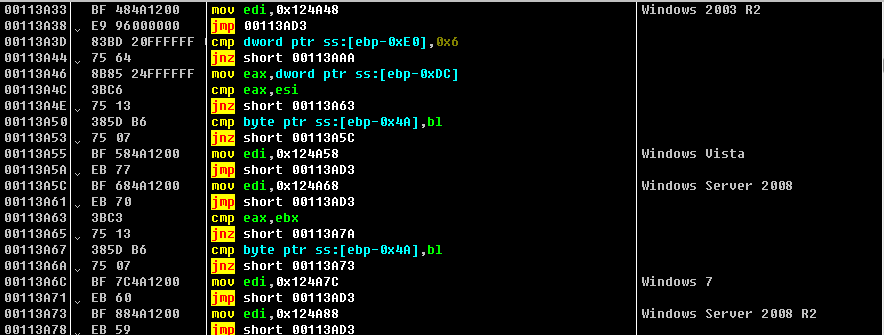 00113A33 BF 484A1200 mov edi,0x124A48 Windows 2003 R2
00113A38 E9 96000000 jmp 00113AD3
00113A3D 83BD 20FFFFFF cmp dword ptr ss:[ebp-0xE0],0x6
00113A44 75 64 jnz short 00113AAA
00113A46 8B85 24FFFFFF mov eax,dword ptr ss:[ebp-0xDC]
00113A4C 3BC6 cmp eax,esi
00113A4E 75 13 jnz short 00113A63
00113A50 385D B6 cmp byte ptr ss:[ebp-0x4A],bl
00113A53 75 07 jnz short 00113A5C
00113A55 BF 584A1200 mov edi,0x124A58 Windows Vista
00113A5A EB 77 jmp short 00113AD3
00113A5C BF 684A1200 mov edi,0x124A68 Windows Server 2008
00113A61 EB 70 jmp short 00113AD3
00113A63 3BC3 cmp eax,ebx
00113A65 75 13 jnz short 00113A7A
00113A67 385D B6 cmp byte ptr ss:[ebp-0x4A],bl
00113A6A 75 07 jnz short 00113A73
00113A6C BF 7C4A1200 mov edi,0x124A7C Windows 7
00113A71 EB 60 jmp short 00113AD3
00113A73 BF 884A1200 mov edi,0x124A88 Windows Server 2008 R2
00113A78 EB 59 jmp short 00113AD3